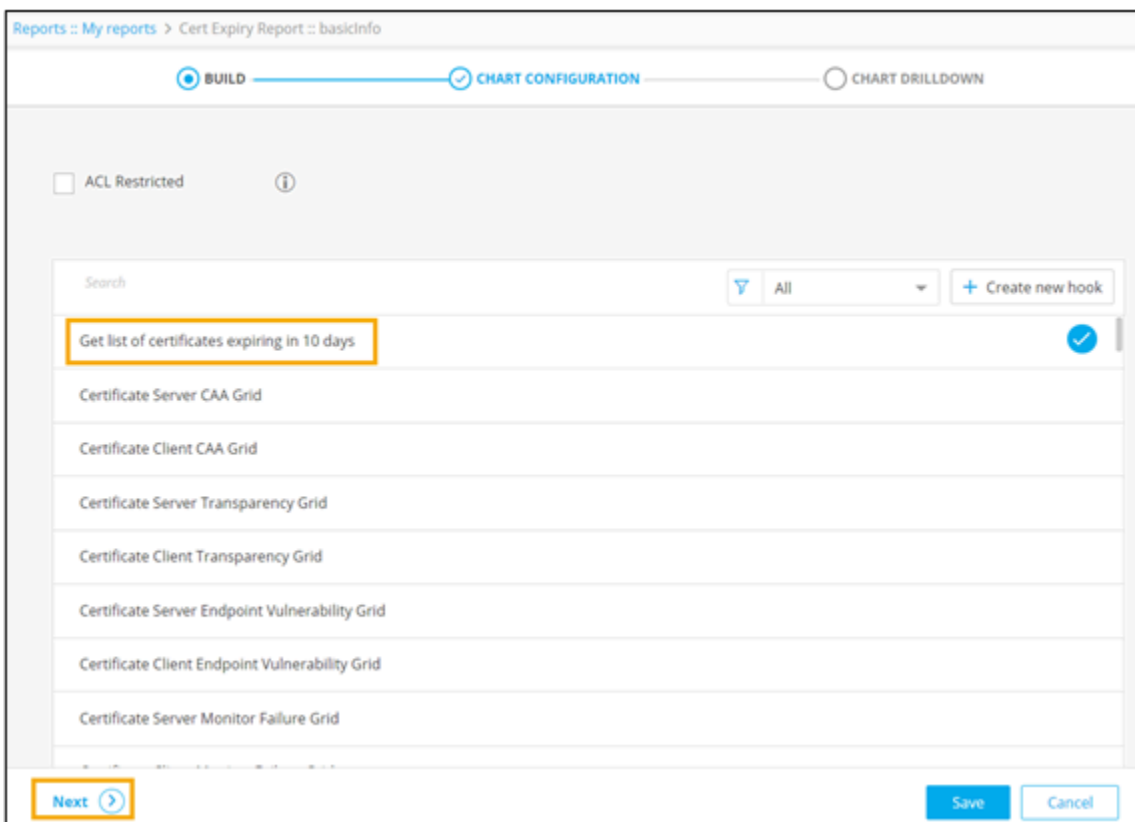 Reports :: My reports > Cert Expiry Report :: basicInfo
BUILD CHART CONFIGURATION CHART DRILLDOWN
ACL Restricted
Search All + Create new hook
Get list of certificates expiring in 10 days
Certificate Server CAA Grid
Certificate Client CAA Grid
Certificate Server Transparency Grid
Certificate Client Transparency Grid
Certificate Server Endpoint Vulnerability Grid
Certificate Client Endpoint Vulnerability Grid
Certificate Server Monitor Failure Grid
Next Save Cancel